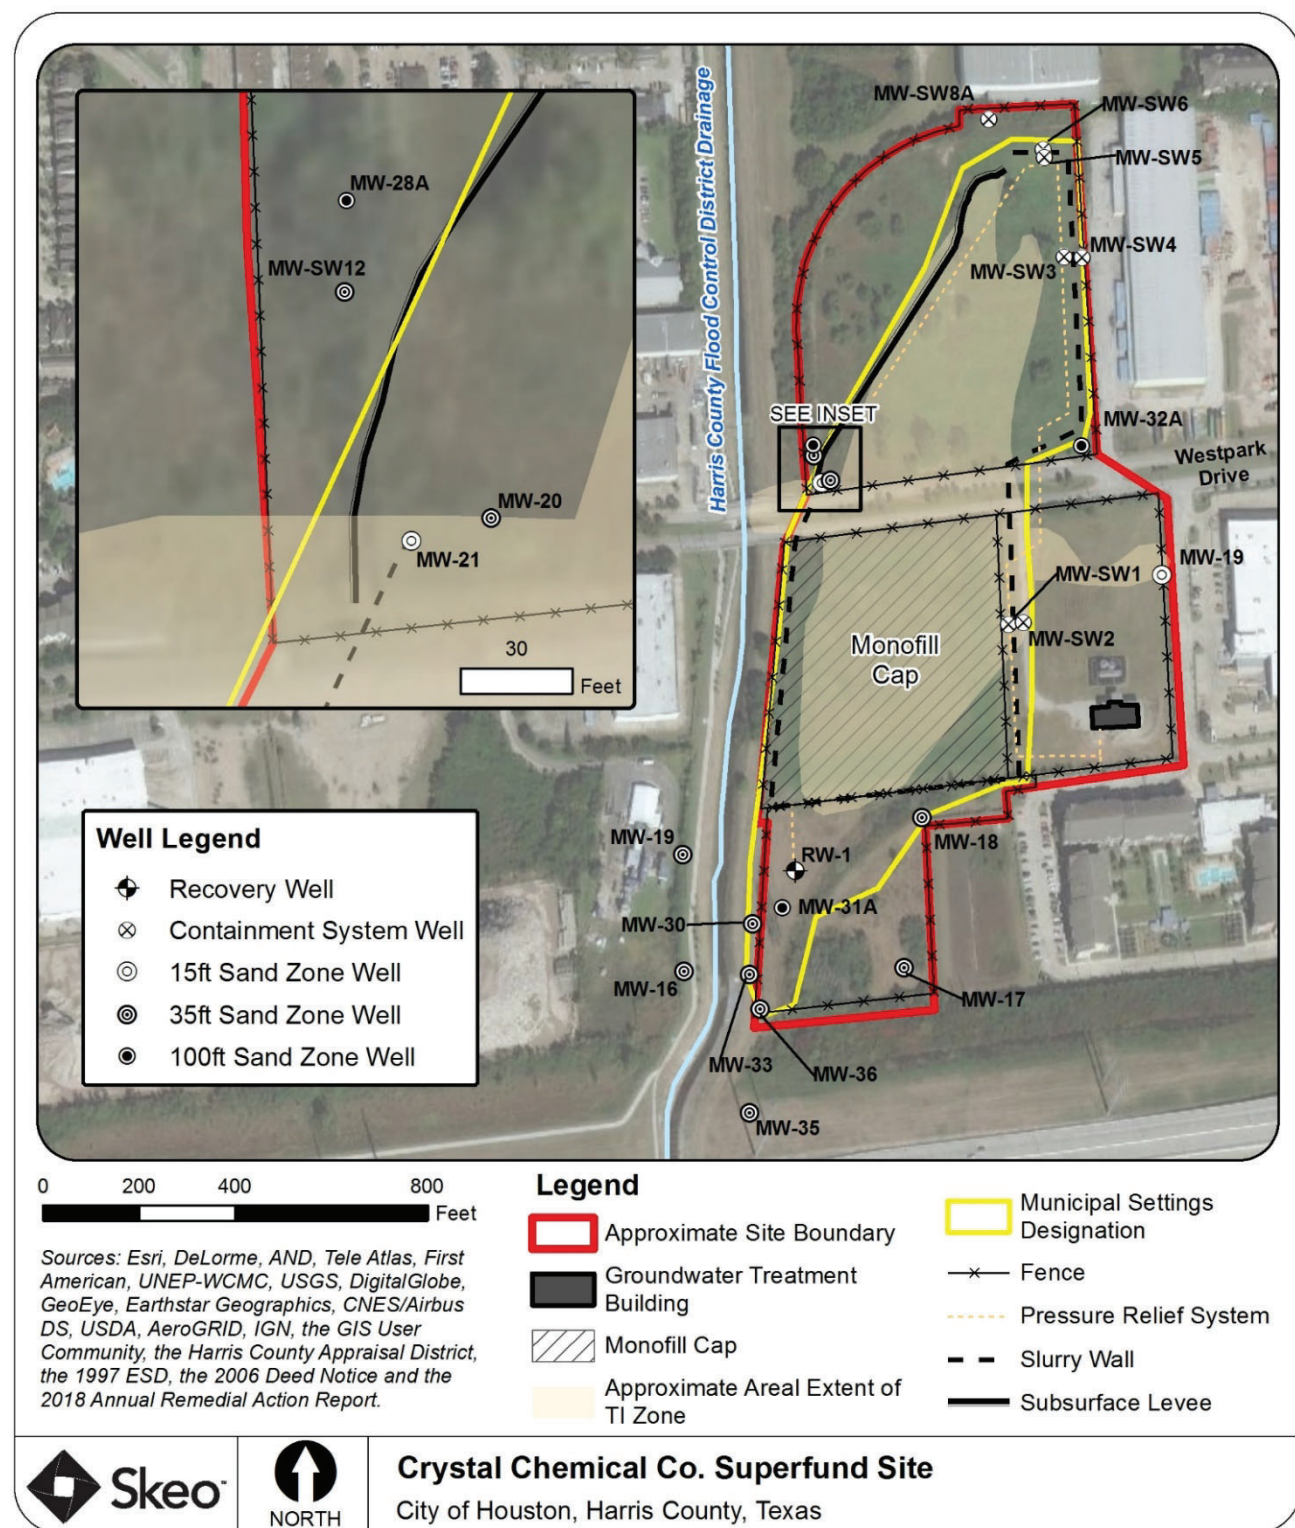 MW-SW8A
MW-SW6
MW-SW5
MW-SW4
MW-SW3
MW-32A
Westpark
Drive
MW-19
MW-SW1
MW-SW2
SEE INSET
Harris County Flood Control District Drainage
MW-28A
MW-SW12
MW-20
MW-21
30
Feet
Monofill
Cap
MW-18
RW-1
MW-19
MW-31A
MW-30
MW-16
MW-17
MW-33
MW-36
MW-35
Well Legend
Recovery Well
Containment System Well
15ft Sand Zone Well
35ft Sand Zone Well
100ft Sand Zone Well
0 200 400 800
Feet
Sources: Esri, DeLorme, AND, Tele Atlas, First
American, UNEP-WCMC, USGS, DigitalGlobe,
GeoEye, Earthstar Geographics, CNES/Airbus
DS, USDA, AeroGRID, IGN, the GIS User
Community, the Harris County Appraisal District,
the 1997 ESD, the 2006 Deed Notice and the
2018 Annual Remedial Action Report.
Legend
Approximate Site Boundary
Groundwater Treatment
Building
Monofill Cap
Approximate Areal Extent of
TI Zone
Municipal Settings
Designation
Fence
Pressure Relief System
Slurry Wall
Subsurface Levee
Skeo™
NORTH
Crystal Chemical Co. Superfund Site
City of Houston, Harris County, Texas